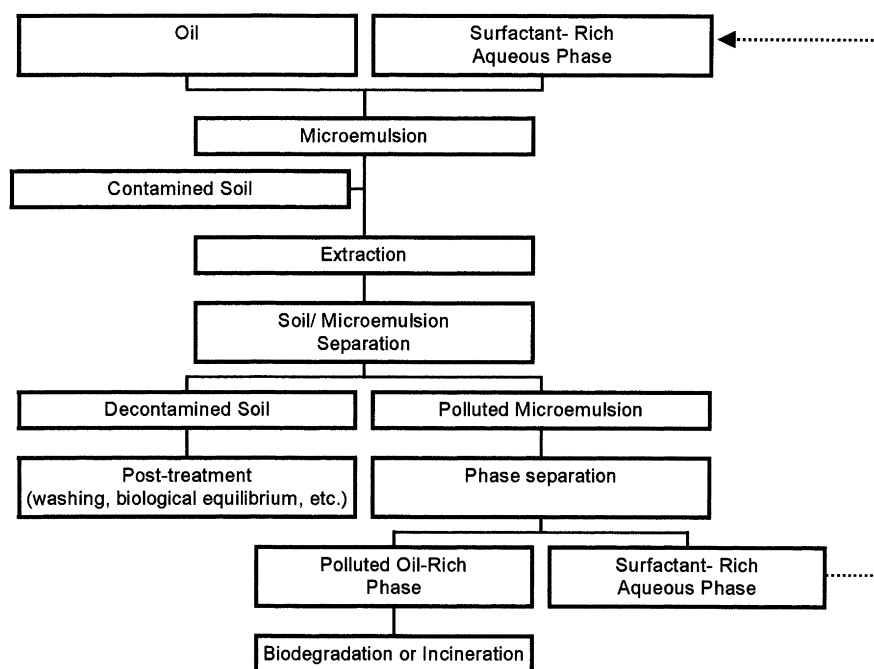 Oil
Surfactant- Rich
Aqueous Phase
Microemulsion
Contamined Soil
Extraction
Soil/ Microemulsion
Separation
Decontamined Soil
Polluted Microemulsion
Post-treatment
(washing, biological equilibrium, etc.)
Phase separation
Polluted Oil-Rich
Phase
Surfactant- Rich
Aqueous Phase
Biodegradation or Incineration